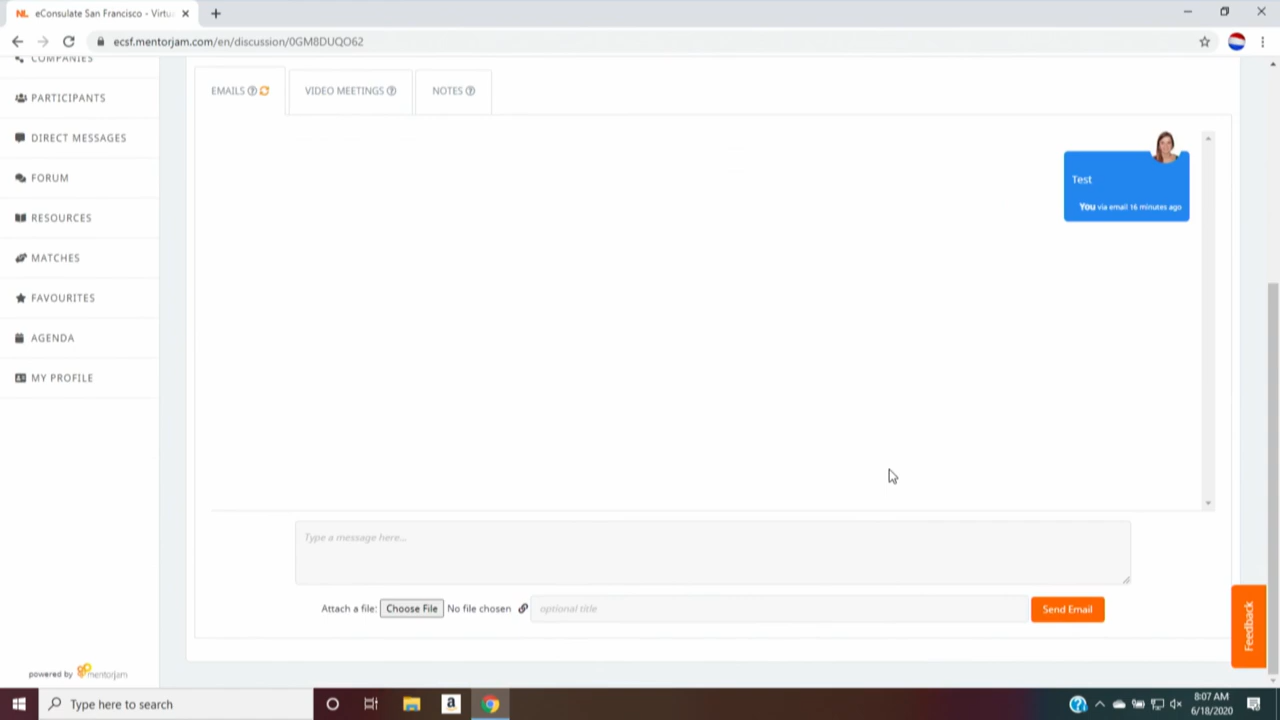 NL eConsulate San Francisco - Virtu
ecsf.mentorjam.com/en/discussion/0GM8DUQO62
COMPANIES
PARTICIPANTS
DIRECT MESSAGES
FORUM
RESOURCES
MATCHES
FAVOURITES
AGENDA
MY PROFILE
powered by mentorjam
EMAILS
VIDEO MEETINGS
NOTES
Test
You via email 16 minutes ago
Type a message here...
Attach a file: Choose File No file chosen optional title Send Email
Feedback
Type here to search
8:07 AM
6/18/2020